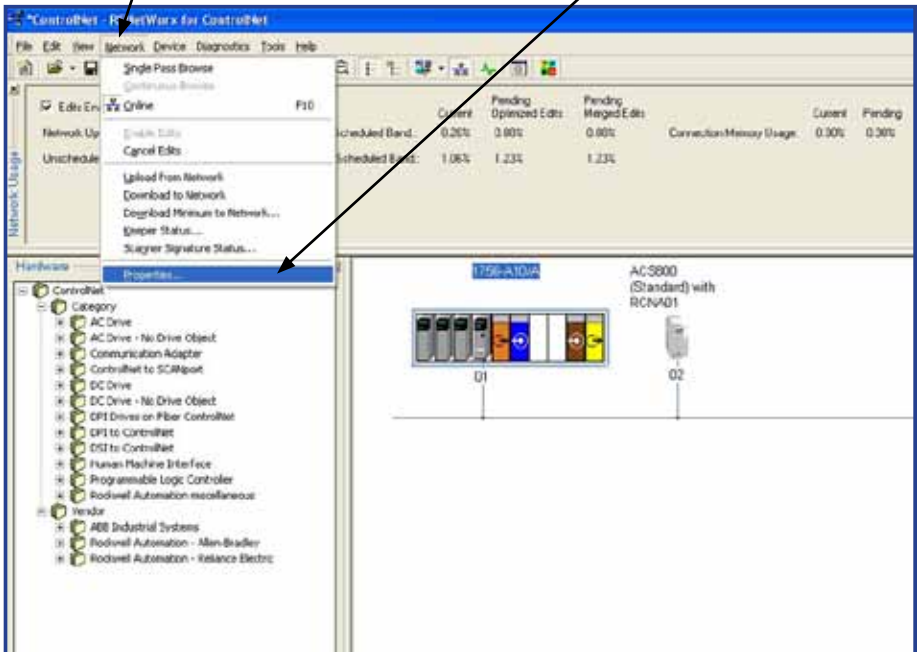 *ControlNet - RSNetWorx for ControlNet
File Edit View Network Device Diagnostics Tools Help
Single Pass Browse
Continuous Browse
Online F10
Enable Edits
Cancel Edits
Upload from Network
Download to Network
Download Minimum to Network...
Keeper Status...
Scanner Signature Status...
Properties...
Edits En
Network Up
Unschedule
Current Pending Optimized Edits Pending Merged Edits Current Pending
cheduled Band: 0.26% 0.80% 0.80% Connection Memory Usage: 0.30% 0.38%
Scheduled Band: 1.06% 1.23% 1.23%
Network Usage
Hardware
ControlNet
Category
AC Drive
AC Drive - No Drive Object
Communication Adapter
ControlNet to SCANport
DC Drive
DC Drive - No Drive Object
DPI Drives on Fiber ControlNet
DPI to ControlNet
DSI to ControlNet
Human Machine Interface
Programmable Logic Controller
Rockwell Automation miscellaneous
Vendor
ABB Industrial Systems
Rockwell Automation - Allen-Bradley
Rockwell Automation - Reliance Electric
1756-A10/A
01
ACS800
(Standard) with
RCNA01
02